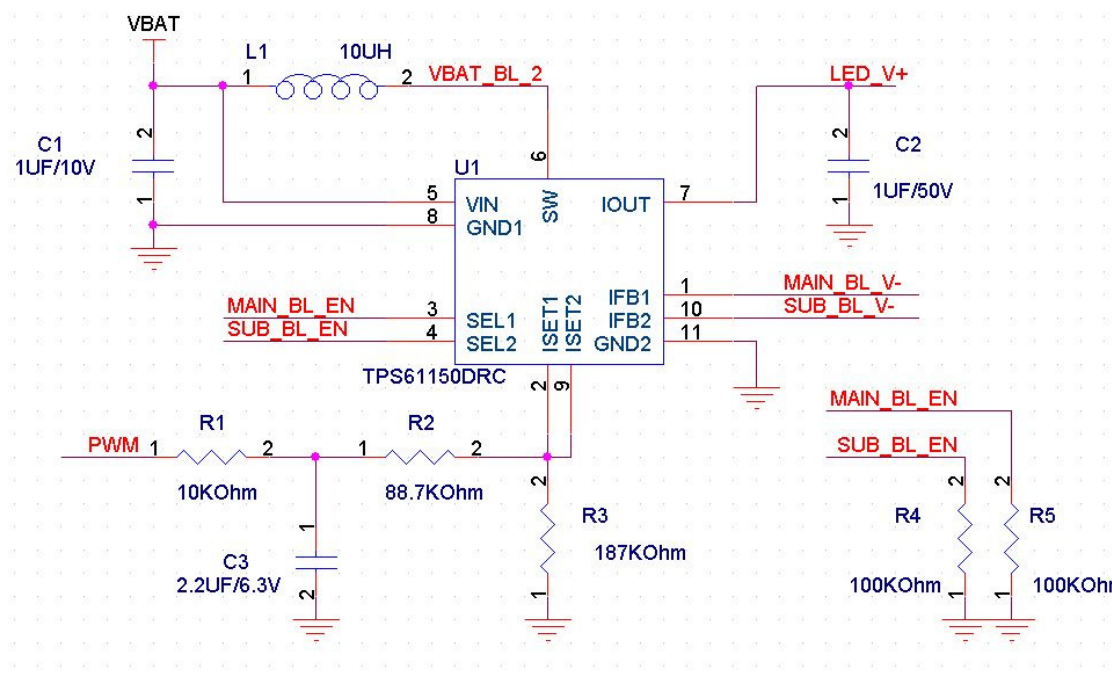 VBAT
L1 10UH
1 2 VBAT_BL_2 LED_V+
C1
1UF/10V
2
1
C2
1UF/50V
2
1
U1
6
5 VIN SW IOUT 7
8 GND1
MAIN_BL_EN 3 SEL1
SUB_BL_EN 4 SEL2
ISET1
ISET2
IFB1 1 MAIN_BL_V-
IFB2 10 SUB_BL_V-
GND2 11
TPS61150DRC
2 9
PWM 1 R1 2
10KOhm
1 R2 2
88.7KOhm
C3
2.2UF/6.3V
1
2
2
R3
187KOhm
1
MAIN_BL_EN
SUB_BL_EN
2 2
R4 R5
100KOhm 1 1 100KOh